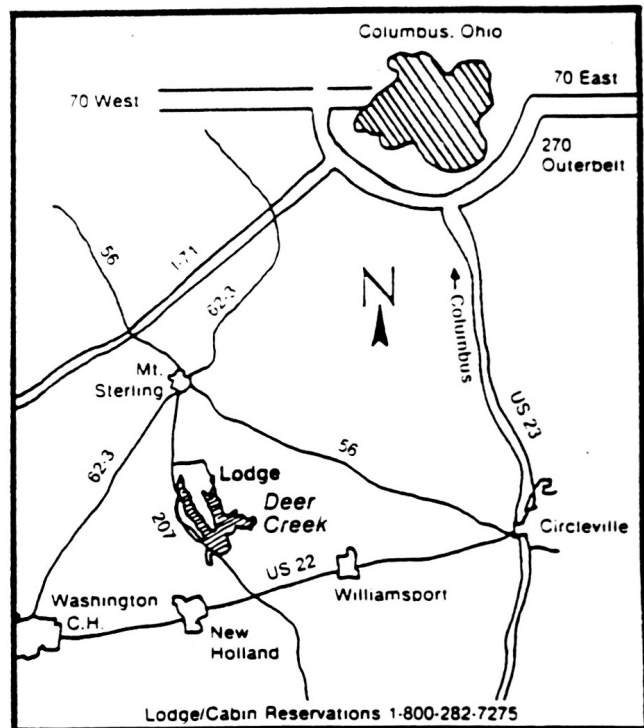 Columbus, Ohio
70 West
70 East
270
Outerbelt
56
I-71
62-3
N
← Columbus
US 23
Mt.
Sterling
62-3
56
Lodge
Deer
Creek
207
Circleville
US 22
Williamsport
Washington
C.H.
New
Holland
Lodge/Cabin Reservations 1-800-282-7275